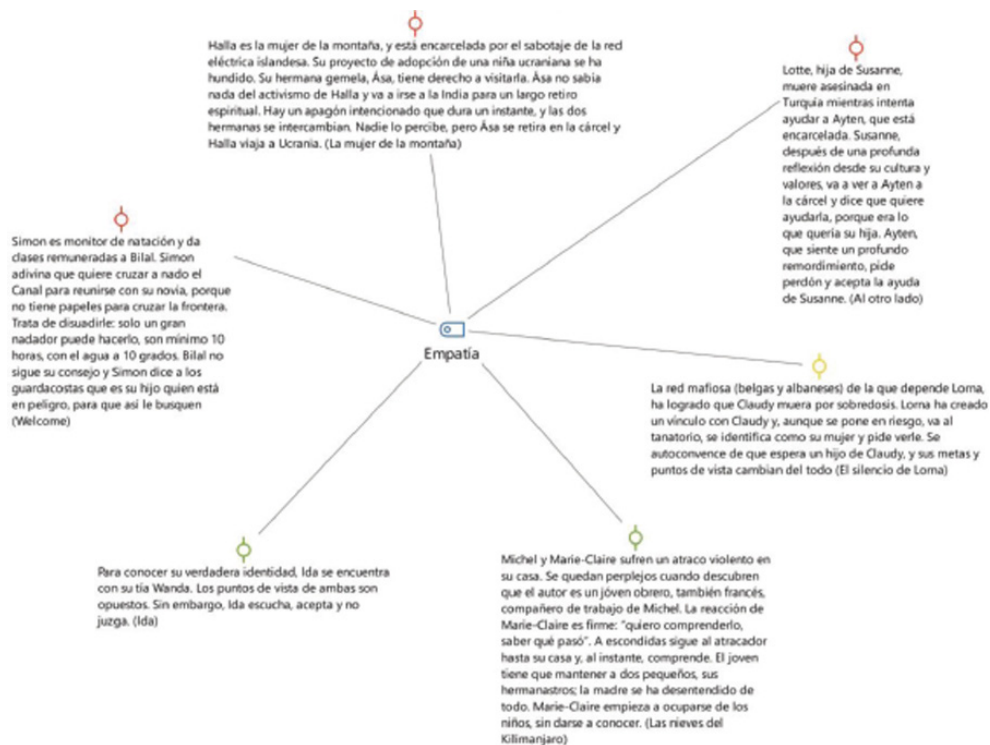 Halla es la mujer de la montaña, y está encarcelada por el sabotaje de la red
eléctrica islandesa. Su proyecto de adopción de una niña ucraniana se ha
hundido. Su hermana gemela, Ása, tiene derecho a visitarla. Ása no sabía
nada del activismo de Halla y va a irse a la India para un largo retiro
espiritual. Hay un apagón intencionado que dura un instante, y las dos
hermanas se intercambian. Nadie lo percibe, pero Ása se retira en la cárcel y
Halla viaja a Ucrania. (La mujer de la montaña)
Lotte, hija de Susanne,
muere asesinada en
Turquía mientras intenta
ayudar a Ayten, que está
encarcelada. Susanne,
después de una profunda
reflexión desde su cultura y
valores, va a ver a Ayten a
la cárcel y dice que quiere
ayudarla, porque era lo
que quería su hija. Ayten,
que siente un profundo
remordimiento, pide
perdón y acepta la ayuda
de Susanne. (Al otro lado)
Simon es monitor de natación y da
clases remuneradas a Bilal. Simon
adivina que quiere cruzar a nado el
Canal para reunirse con su novia, porque
no tiene papeles para cruzar la frontera.
Trata de disuadirle: solo un gran
nadador puede hacerlo, son mínimo 10
horas, con el agua a 10 grados. Bilal no
sigue su consejo y Simon dice a los
guardacostas que es su hijo quien está
en peligro, para que así le busquen
(Welcome)
Empatía
La red mafiosa (belgas y albaneses) de la que depende Lorna,
ha logrado que Claudy muera por sobredosis. Lorna ha creado
un vínculo con Claudy y, aunque se pone en riesgo, va al
tanatorio, se identifica como su mujer y pide verle. Se
autoconvence de que espera un hijo de Claudy, y sus metas y
puntos de vista cambian del todo (El silencio de Lorna)
Para conocer su verdadera identidad, Ida se encuentra
con su tía Wanda. Los puntos de vista de ambas son
opuestos. Sin embargo, Ida escucha, acepta y no
juzga. (Ida)
Michel y Marie-Claire sufren un atraco violento en
su casa. Se quedan perplejos cuando descubren
que el autor es un jóven obrero, también francés,
compañero de trabajo de Michel. La reacción de
Marie-Claire es firme: "quiero comprenderlo,
saber qué pasó". A escondidas sigue al atracador
hasta su casa y, al instante, comprende. El joven
tiene que mantener a dos pequeños, sus
hermanastros; la madre se ha desentendido de
todo. Marie-Claire empieza a ocuparse de los
niños, sin darse a conocer. (Las nieves del
Kilimanjaro)